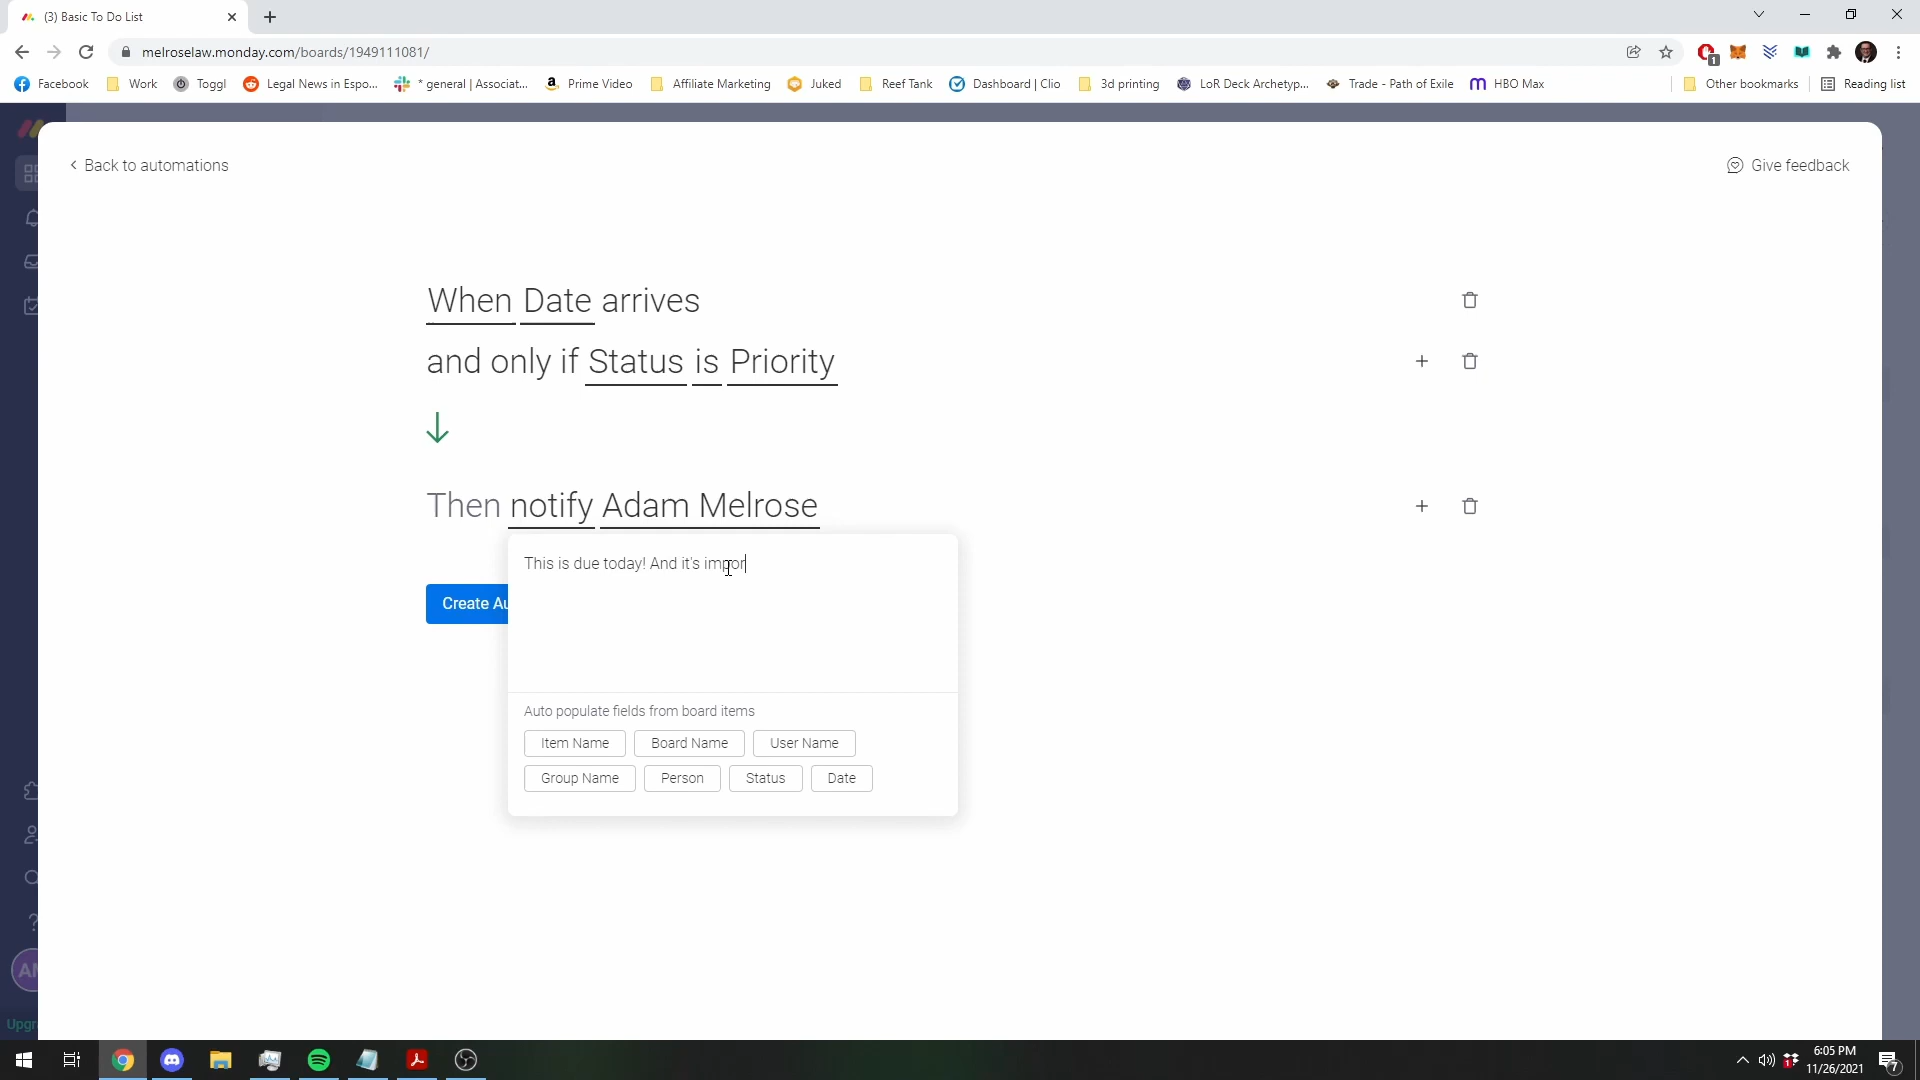 (3) Basic To Do List
melroselaw.monday.com/boards/1949111081/
Facebook Work Toggl Legal News in Espo... * general | Associat... Prime Video Affiliate Marketing Juked Reef Tank Dashboard | Clio 3d printing LoR Deck Archetyp... Trade - Path of Exile HBO Max Other bookmarks Reading list
Back to automations
Give feedback
When Date arrives
and only if Status is Priority
Then notify Adam Melrose
This is due today! And it's impor
Create Au
Auto populate fields from board items
Item Name Board Name User Name
Group Name Person Status Date
AM
Upgr
6:05 PM
11/26/2021